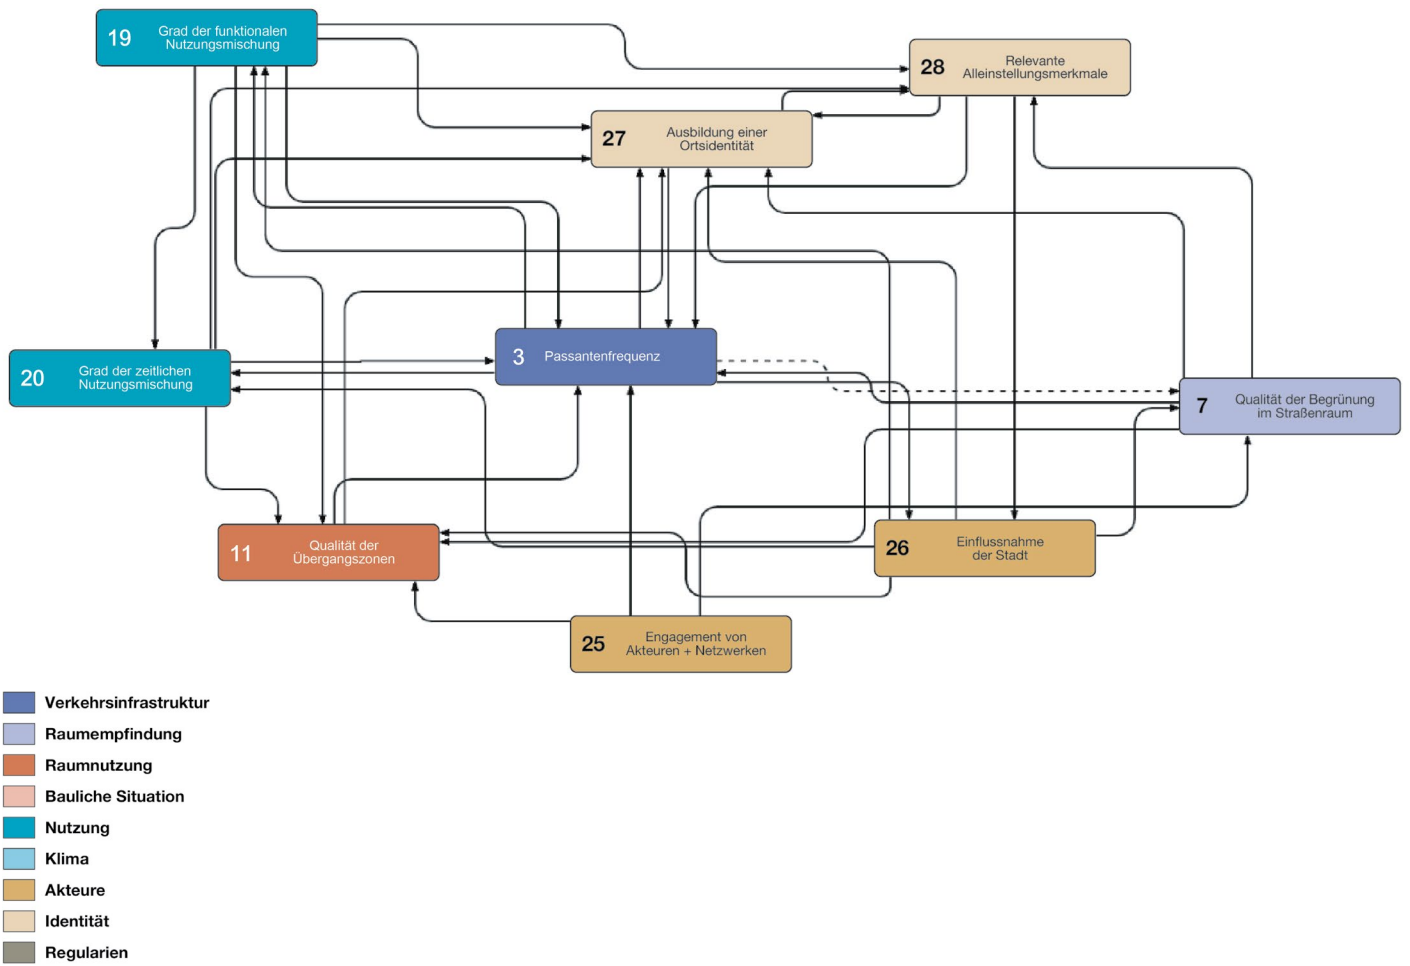 19
Grad der funktionalen
Nutzungsmischung
28
Relevante
Alleinstellungsmerkmale
27
Ausbildung einer
Ortsidentität
3
Passantenfrequenz
20
Grad der zeitlichen
Nutzungsmischung
7
Qualität der Begrünung
im Straßenraum
11
Qualität der
Übergangszonen
26
Einflussnahme
der Stadt
25
Engagement von
Akteuren + Netzwerken
Verkehrsinfrastruktur
Raumempfindung
Raumnutzung
Bauliche Situation
Nutzung
Klima
Akteure
Identität
Regularien